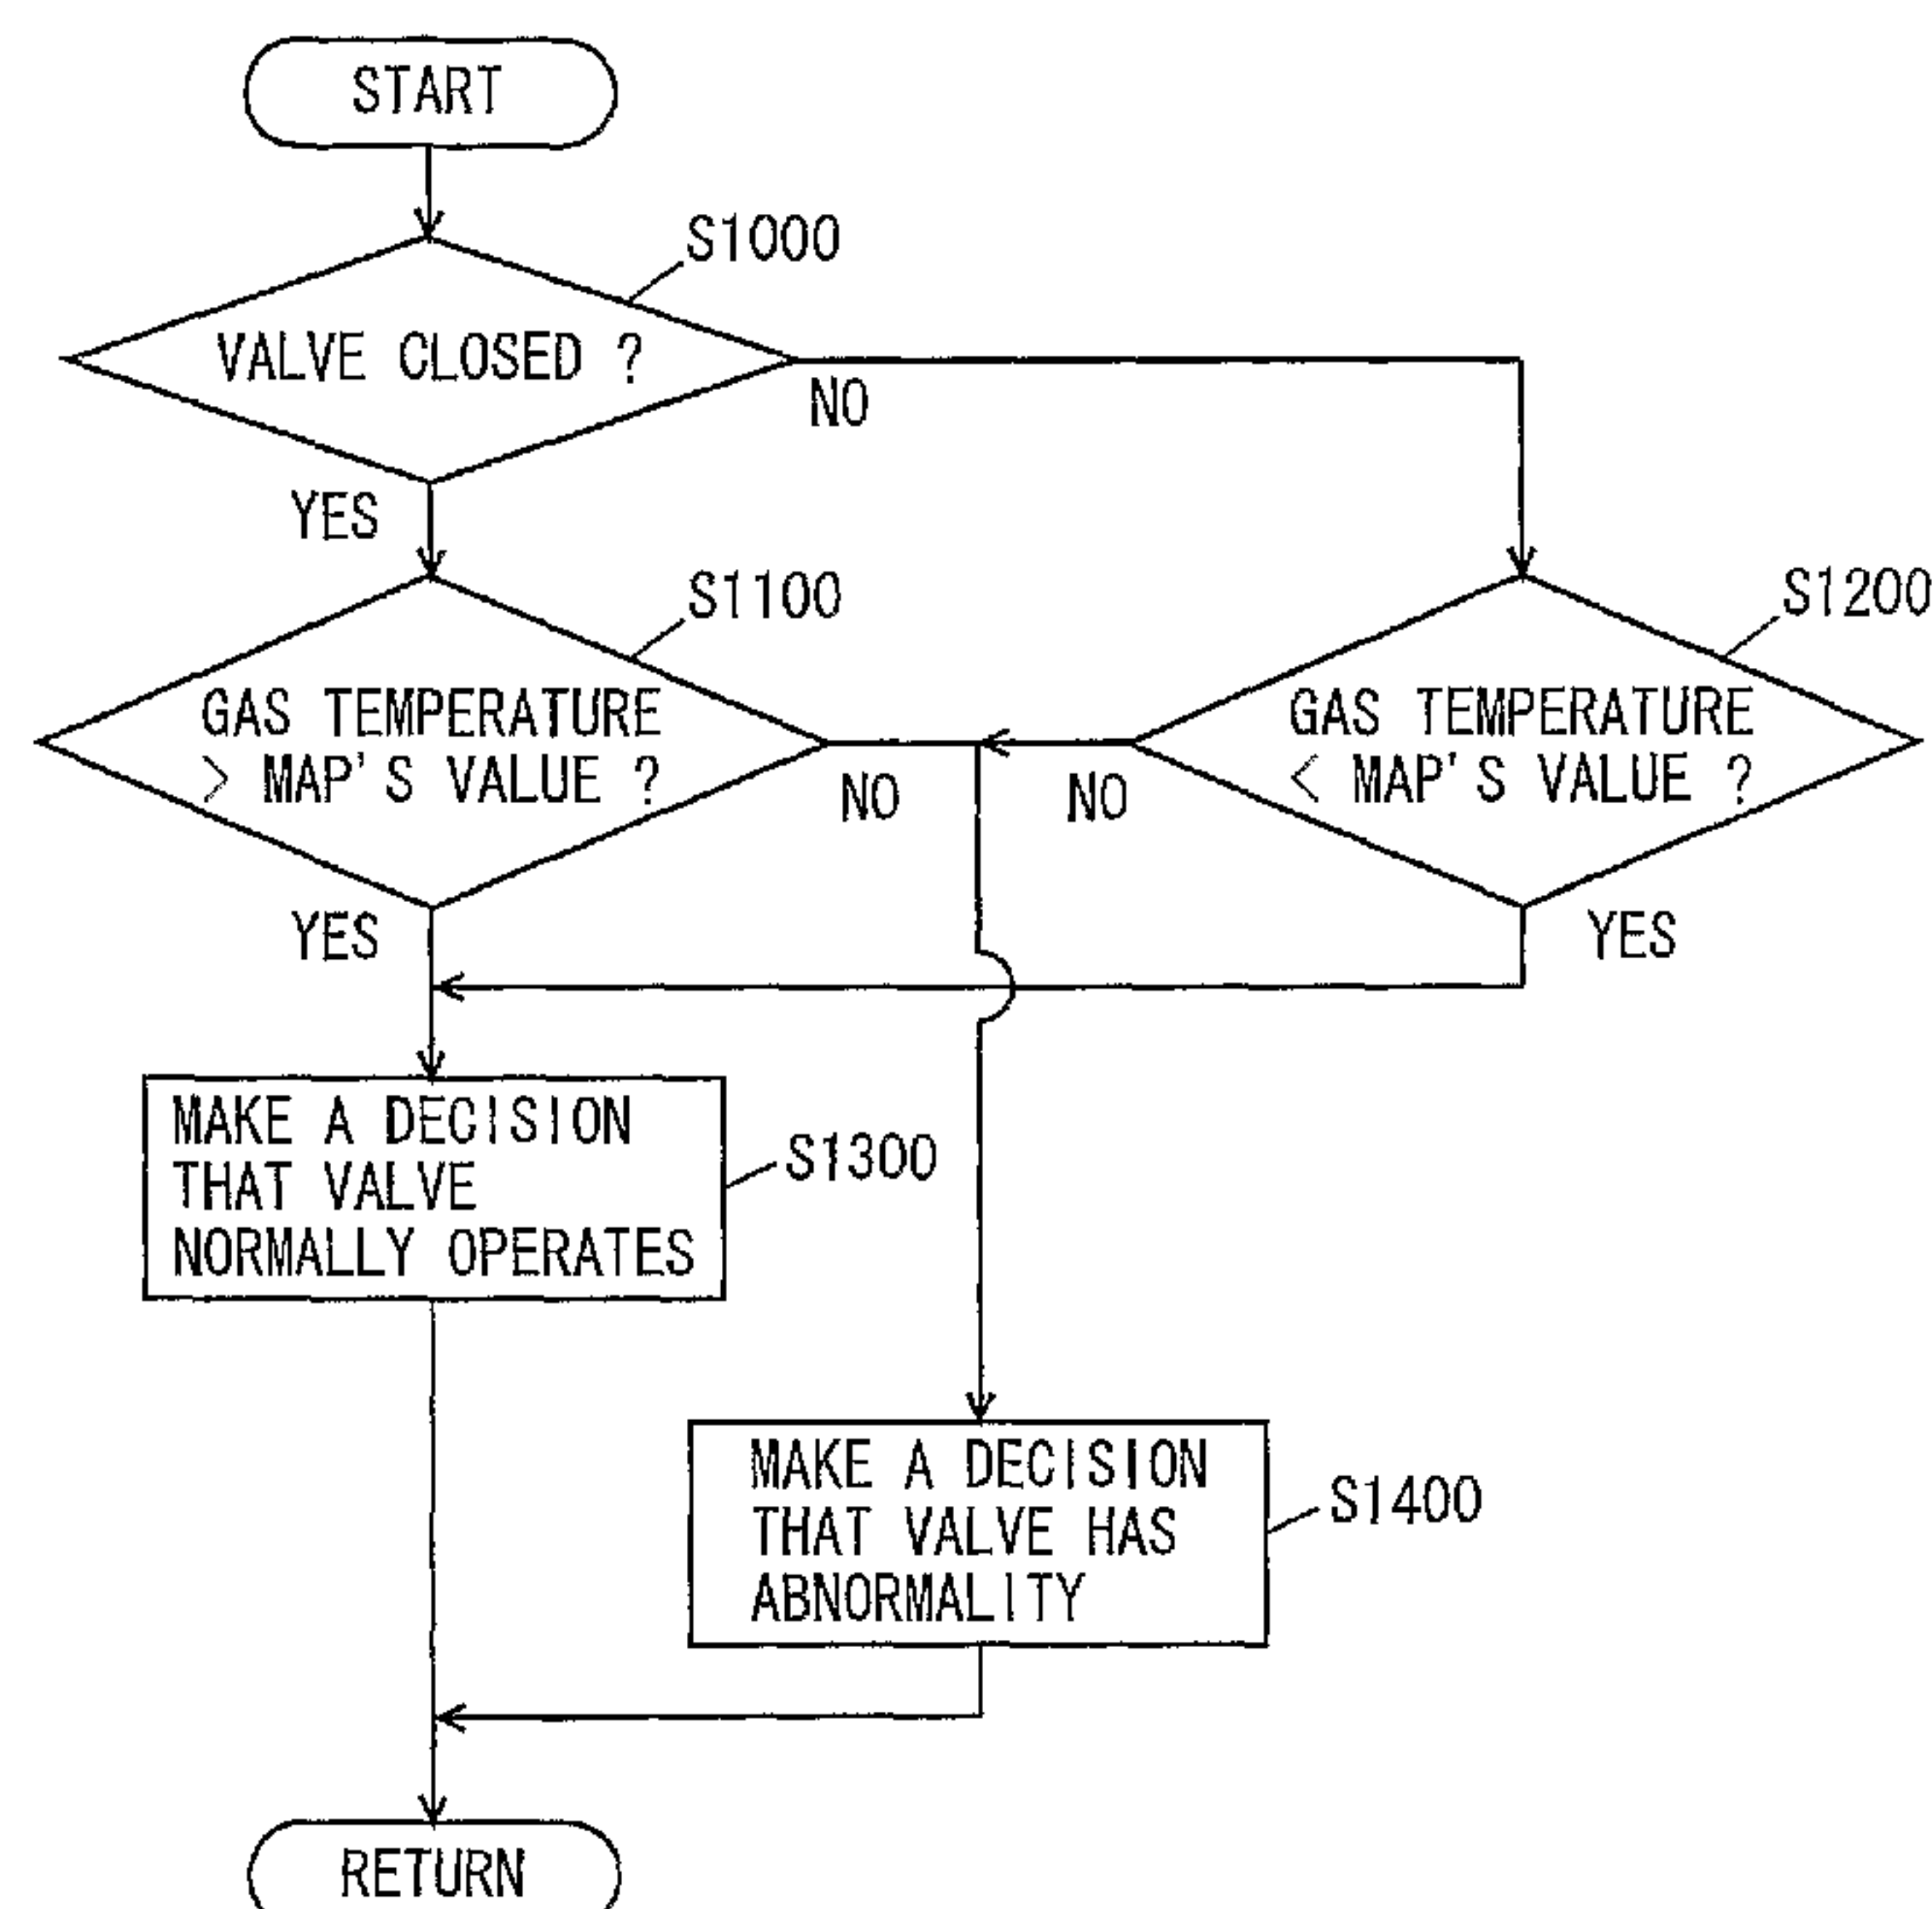 START
S1000
VALVE CLOSED ?
NO
YES
S1100
S1200
GAS TEMPERATURE
> MAP'S VALUE ?
GAS TEMPERATURE
< MAP'S VALUE ?
NO
NO
YES
YES
MAKE A DECISION
THAT VALVE
NORMALLY OPERATES
S1300
MAKE A DECISION
THAT VALVE HAS
ABNORMALITY
S1400
RETURN